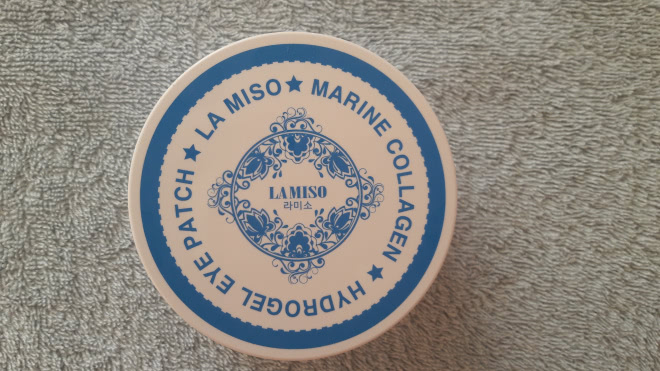 LA MISO ★ MARINE COLLAGEN ★ HYDROGEL EYE PATCH ★
LAMISO
라미소